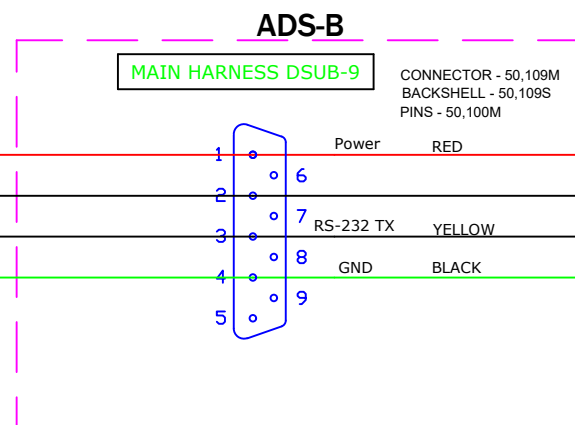 ADS-B
MAIN HARNESS DSUB-9
CONNECTOR - 50,109M
BACKSHELL - 50,109S
PINS - 50,100M
1 Power RED
6
2
7
3 RS-232 TX YELLOW
8
4 GND BLACK
9
5